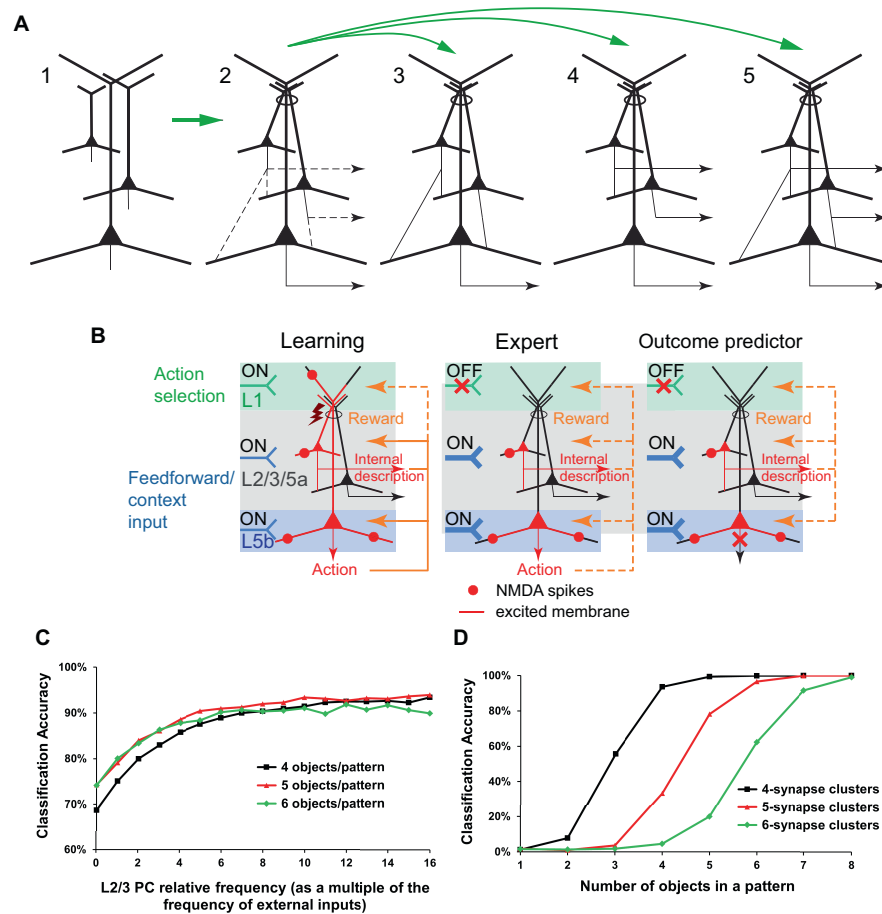 A
1
2
3
4
5
B
Learning
Expert
Outcome predictor
Action
selection
ON
L1
OFF
OFF
Reward
Reward
Reward
Feedforward/
context
input
ON
L2/3/5a
Internal
description
ON
Internal
description
ON
Internal
description
ON
L5b
ON
ON
Action
Action
NMDA spikes
excited membrane
C
Classification Accuracy
100%
90%
80%
70%
60%
4 objects/pattern
5 objects/pattern
6 objects/pattern
0 2 4 6 8 10 12 14 16
L2/3 PC relative frequency (as a multiple of the
frequency of external inputs)
D
Classification Accuracy
100%
80%
60%
40%
20%
0%
4-synapse clusters
5-synapse clusters
6-synapse clusters
1 2 3 4 5 6 7 8
Number of objects in a pattern